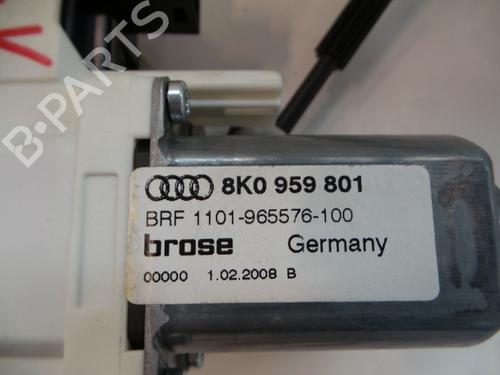 B-PARTS
8K0 959 801
BRF 1101-965576-100
brose Germany
00000 1.02.2008 B